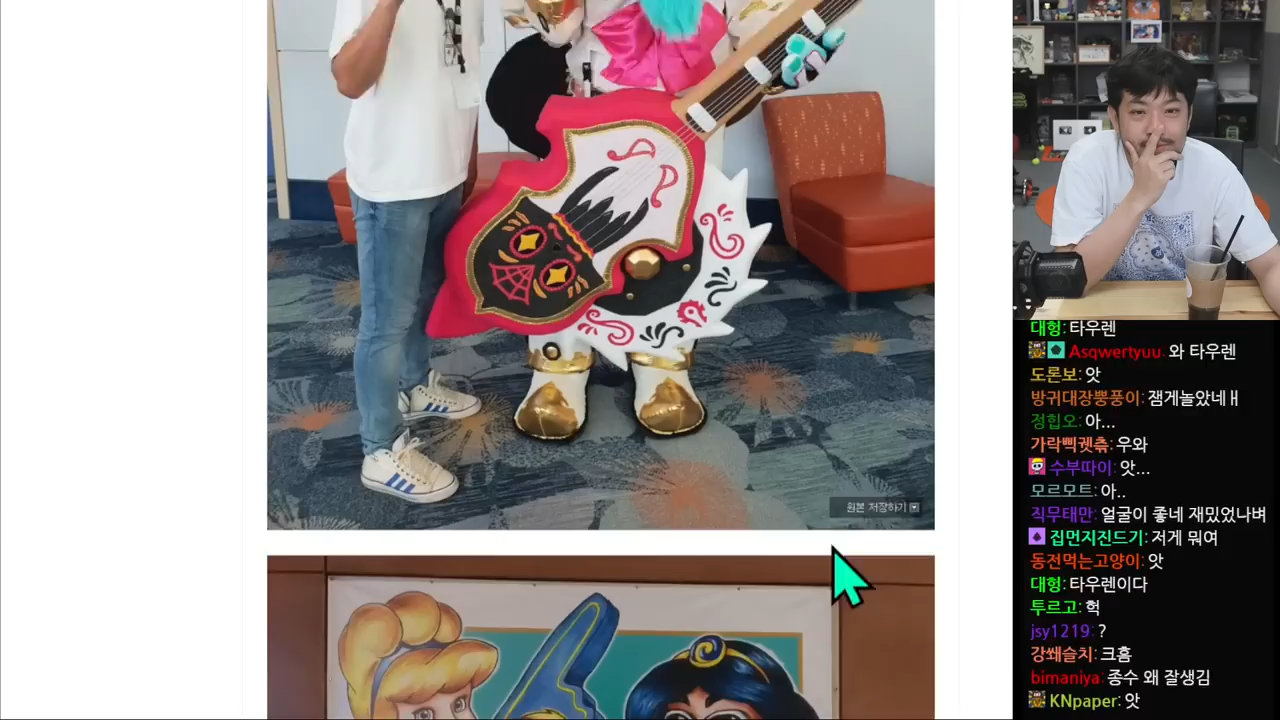 원본 저장하기
대헝: 타우렌
Asqwertyuu: 와 타우렌
도론보: 앗
방귀대장뿡풍이: 잼게놀았네ㅐ
정힙오: 아...
가락삑궷츢: 우와
수부따이: 앗...
모르모트: 아..
직무태만: 얼굴이 좋네 재밌었나벼
집먼지진드기: 저게 뭐여
동전먹는고양이: 앗
대헝: 타우렌이다
투르고: 헉
jsy1219: ?
강쐐슬치: 크흠
bimaniya: 종수 왜 잘생김
KNpaper: 앗